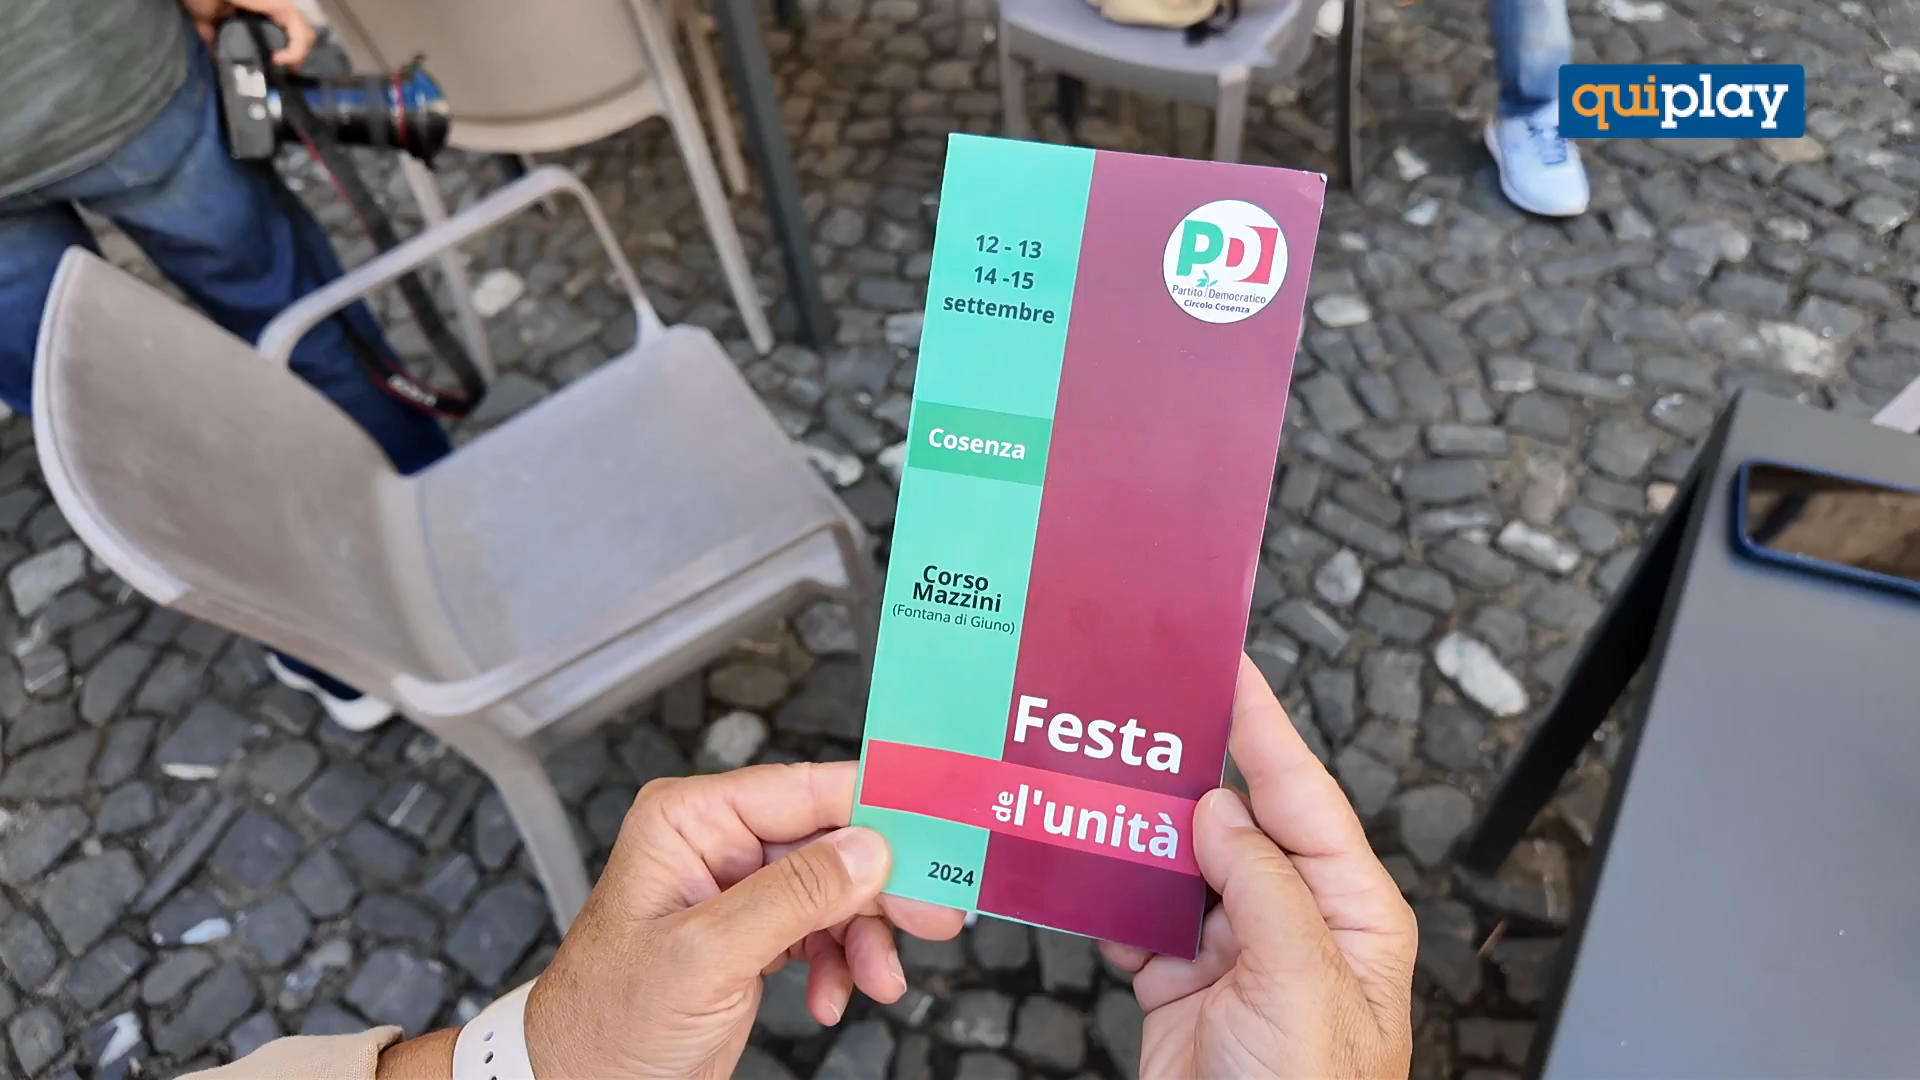 quiplay
12 - 13
14 -15
settembre
PD
Partito Democratico
Circolo Cosenza
Cosenza
Corso
Mazzini
(Fontana di Giuno)
Festa
del'unità
2024